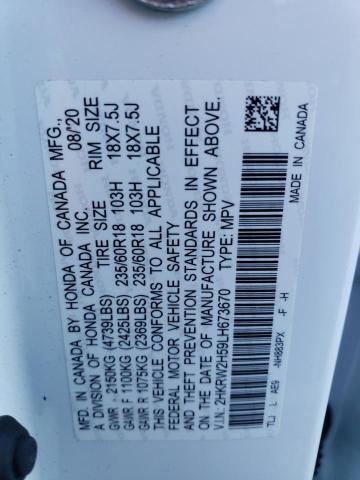 MFD. IN CANADA BY HONDA OF CANADA MFG.,
A DIVISION OF HONDA CANADA INC. 08/20
TIRE SIZE RIM SIZE
GVWR - 2150KG (4739LBS)
GAWR F 1100KG (2425LBS) 235/60R18 103H 18X7.5J
GAWR R 1075KG (2369LBS) 235/60R18 103H 18X7.5J
THIS VEHICLE CONFORMS TO ALL APPLICABLE
FEDERAL MOTOR VEHICLE SAFETY
AND THEFT PREVENTION STANDARDS IN EFFECT
ON THE DATE OF MANUFACTURE SHOWN ABOVE.
V.I.N.: 2HKRW2H59LH673670 TYPE: MPV
TLJ L AE9 -NH883PX -F -H
MADE IN CANADA